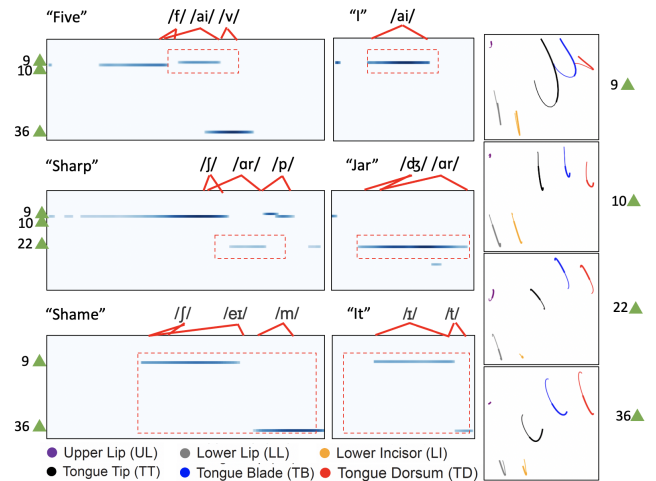 "Five" /f/ /ai/ /v/ "I" /ai/
9
10
36
9
"Sharp" /ʃ/ /ɑr/ /p/ "Jar" /ʤ/ /ɑr/
9
10
22
10
"Shame" /ʃ/ /eɪ/ /m/ "It" /ɪ/ /t/
9
36
22
36
Upper Lip (UL) Lower Lip (LL) Lower Incisor (LI)
Tongue Tip (TT) Tongue Blade (TB) Tongue Dorsum (TD)